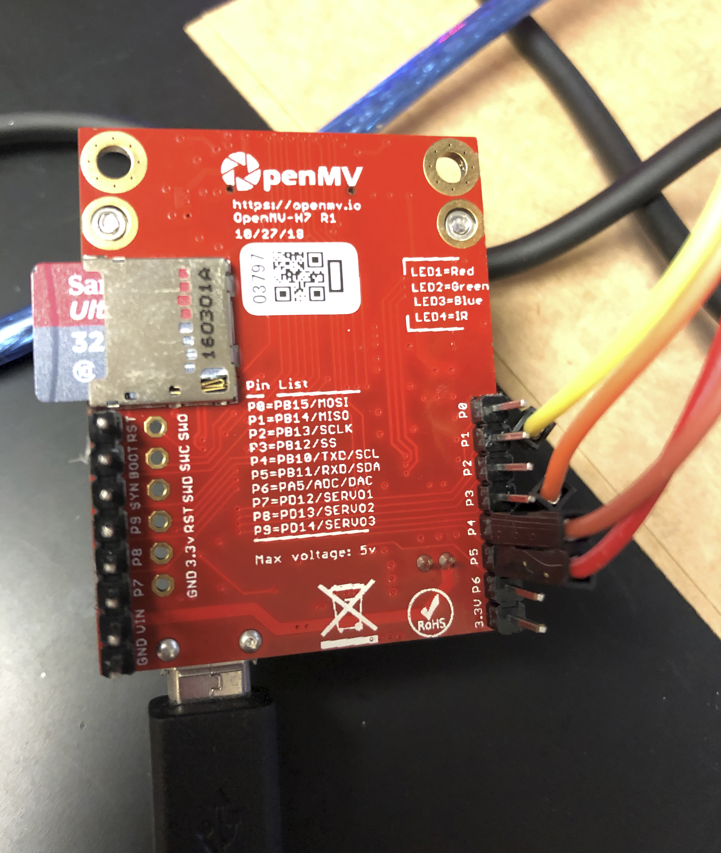 OpenMV
https://openmv.io
OpenMV-H7 R1
10/27/18
03797
LED1=Red
LED2=Green
LED3=Blue
LED4=IR
San
Ult
32
160301A
Pin List
P0=PB15/MOSI
P1=PB14/MISO
P2=PB13/SCLK
P3=PB12/SS
P4=PB10/TXD/SCL
P5=PB11/RXD/SDA
P6=PA5/ADC/DAC
P7=PD12/SERVO1
P8=PD13/SERVO2
P9=PD14/SERVO3
Max voltage: 5v
RST
BOOT
SYN
P9
P8
P7
VIN
GND
SWO
SWC
SWD
RST
3.3v
GND
P0
P1
P2
P3
P4
P5
P6
3.3V
RoHS